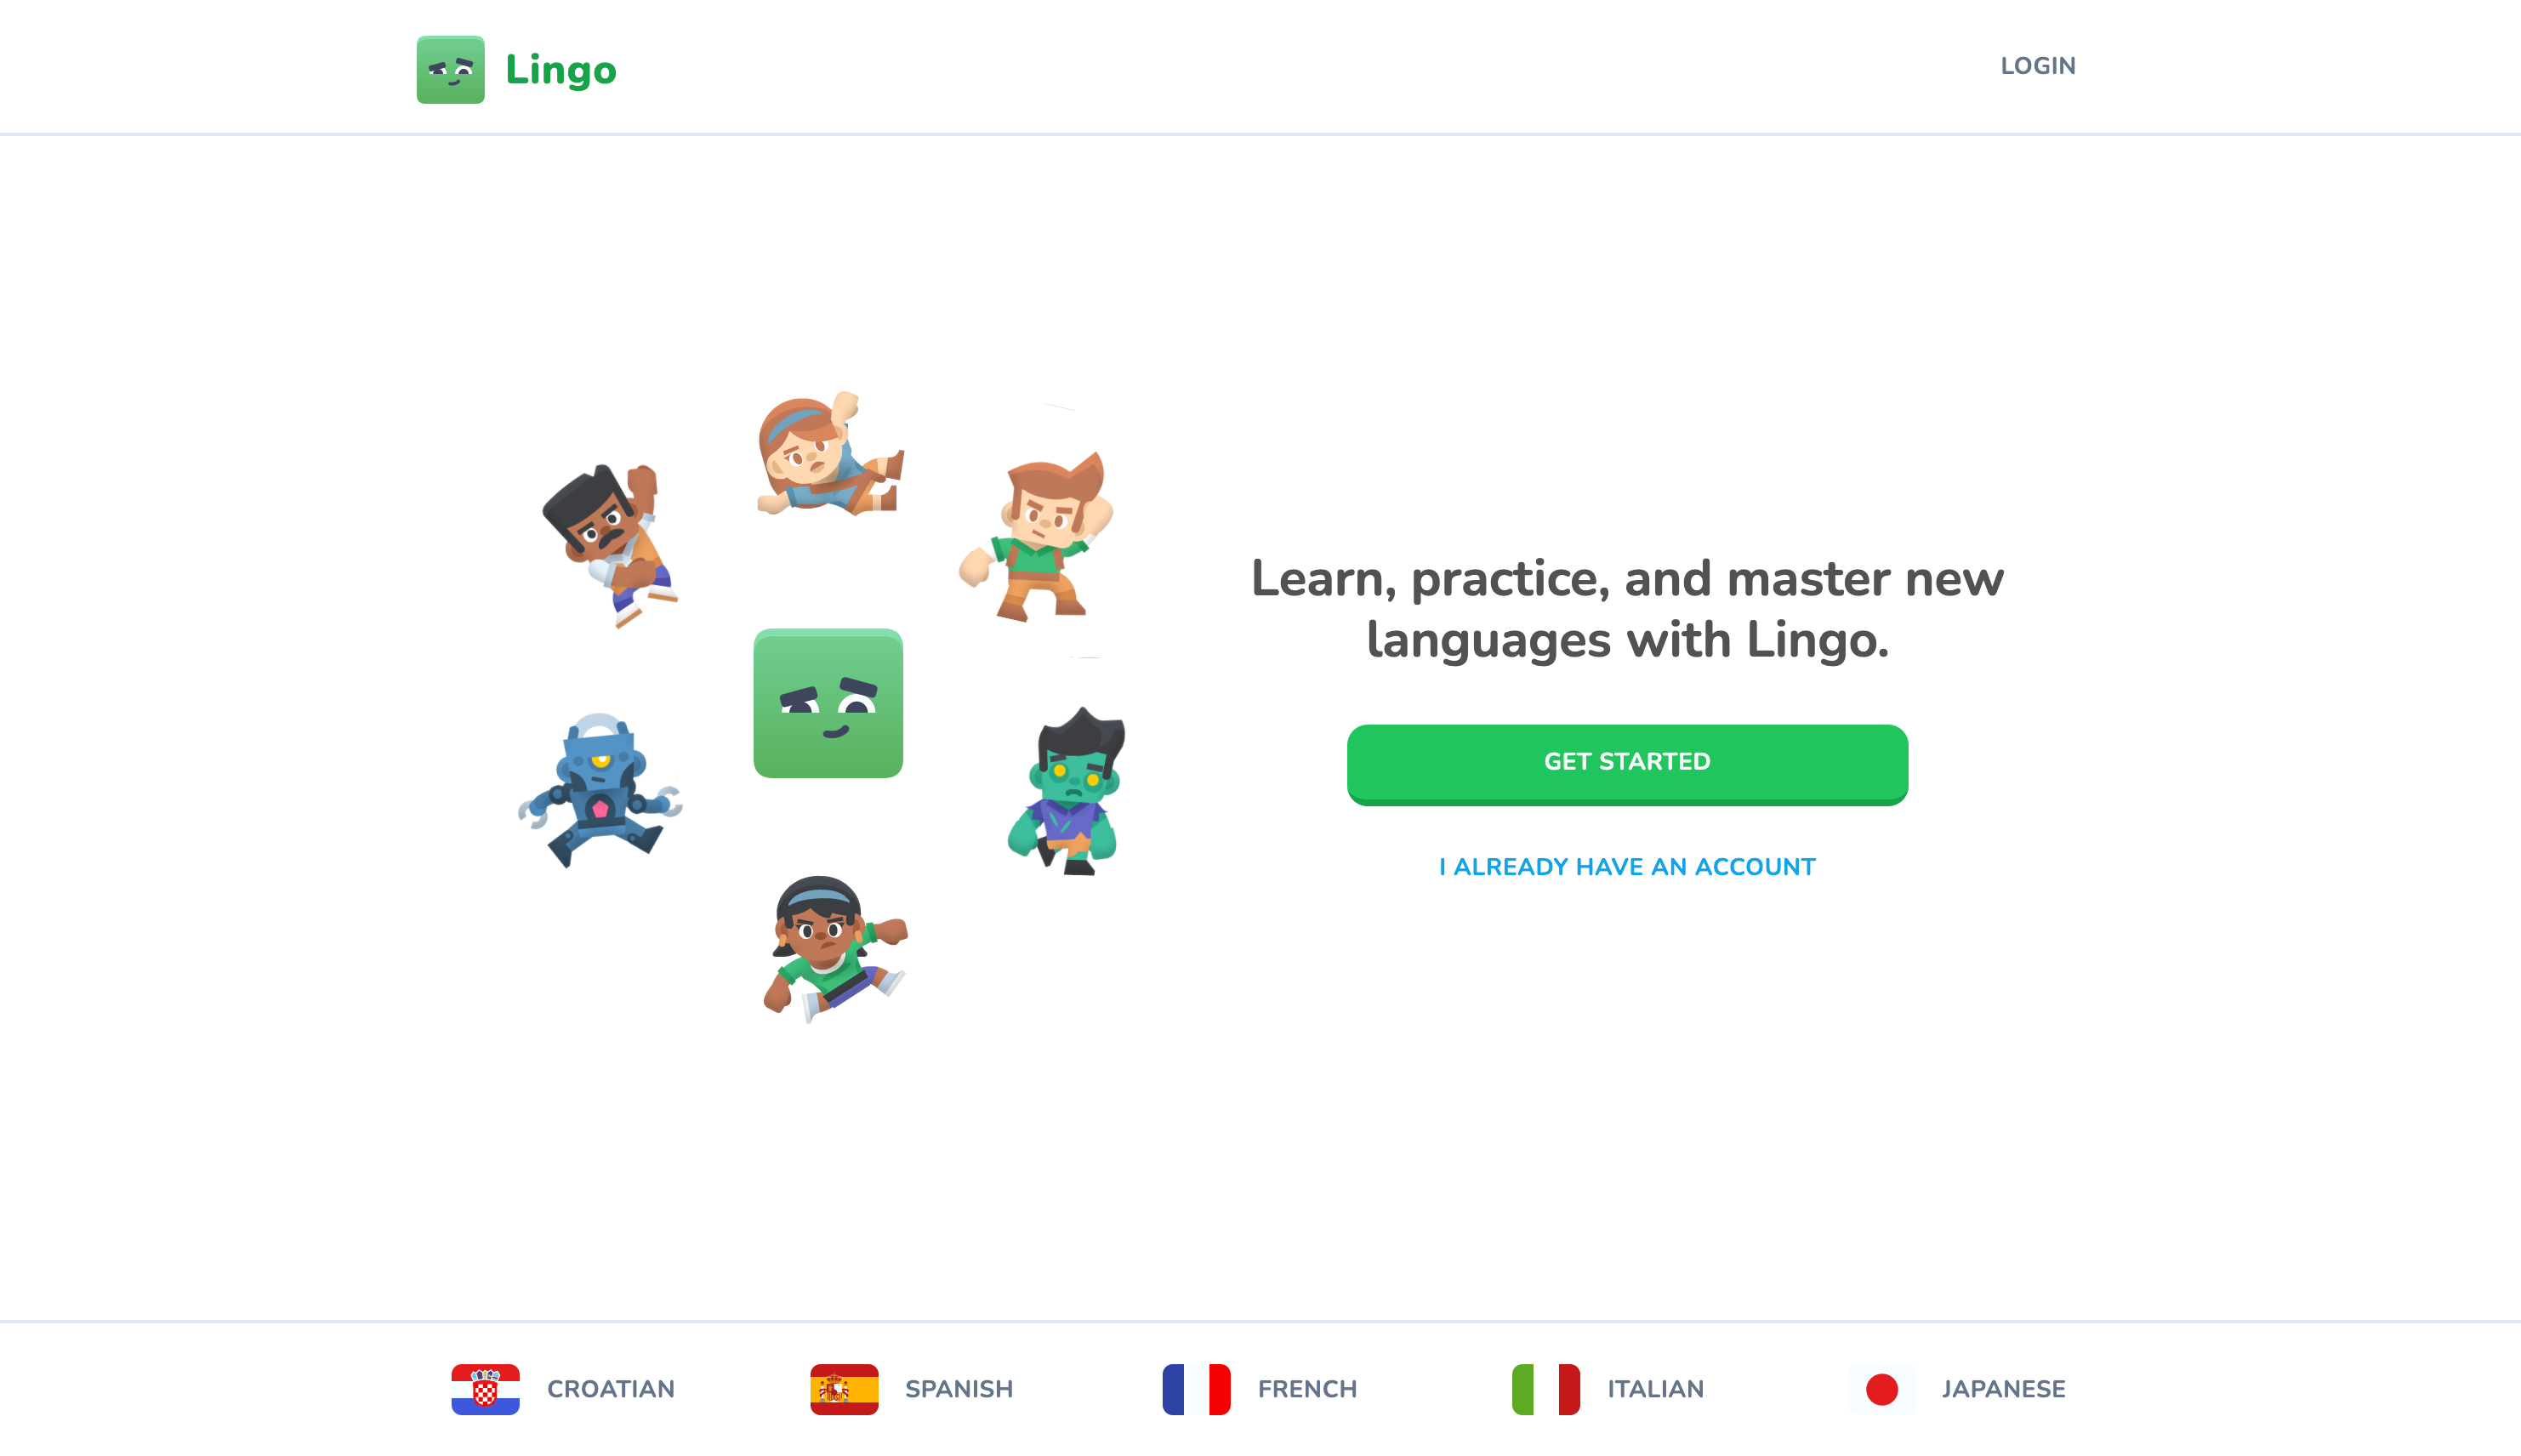 Lingo
LOGIN
Learn, practice, and master new
languages with Lingo.
GET STARTED
I ALREADY HAVE AN ACCOUNT
CROATIAN
SPANISH
FRENCH
ITALIAN
JAPANESE